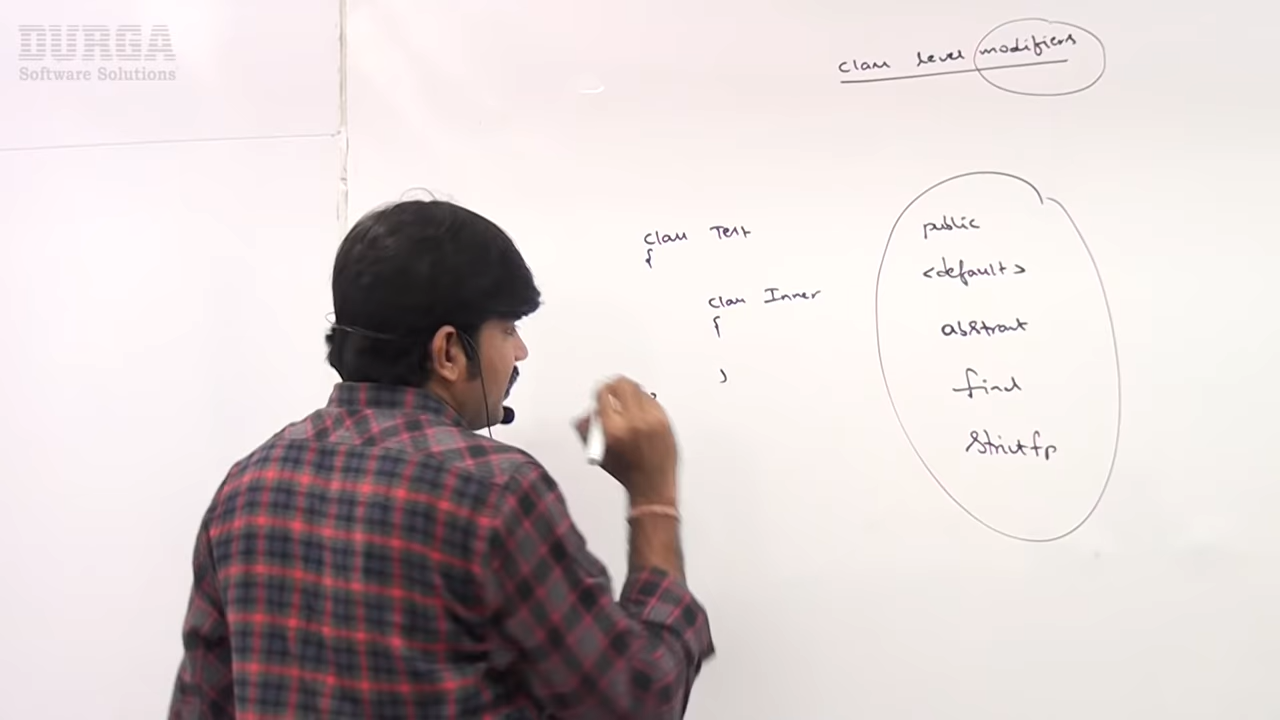 DURGA
Software Solutions
class level modifiers
class Test
{
class Inner
{
}
public
<default>
abstract
final
strictfp